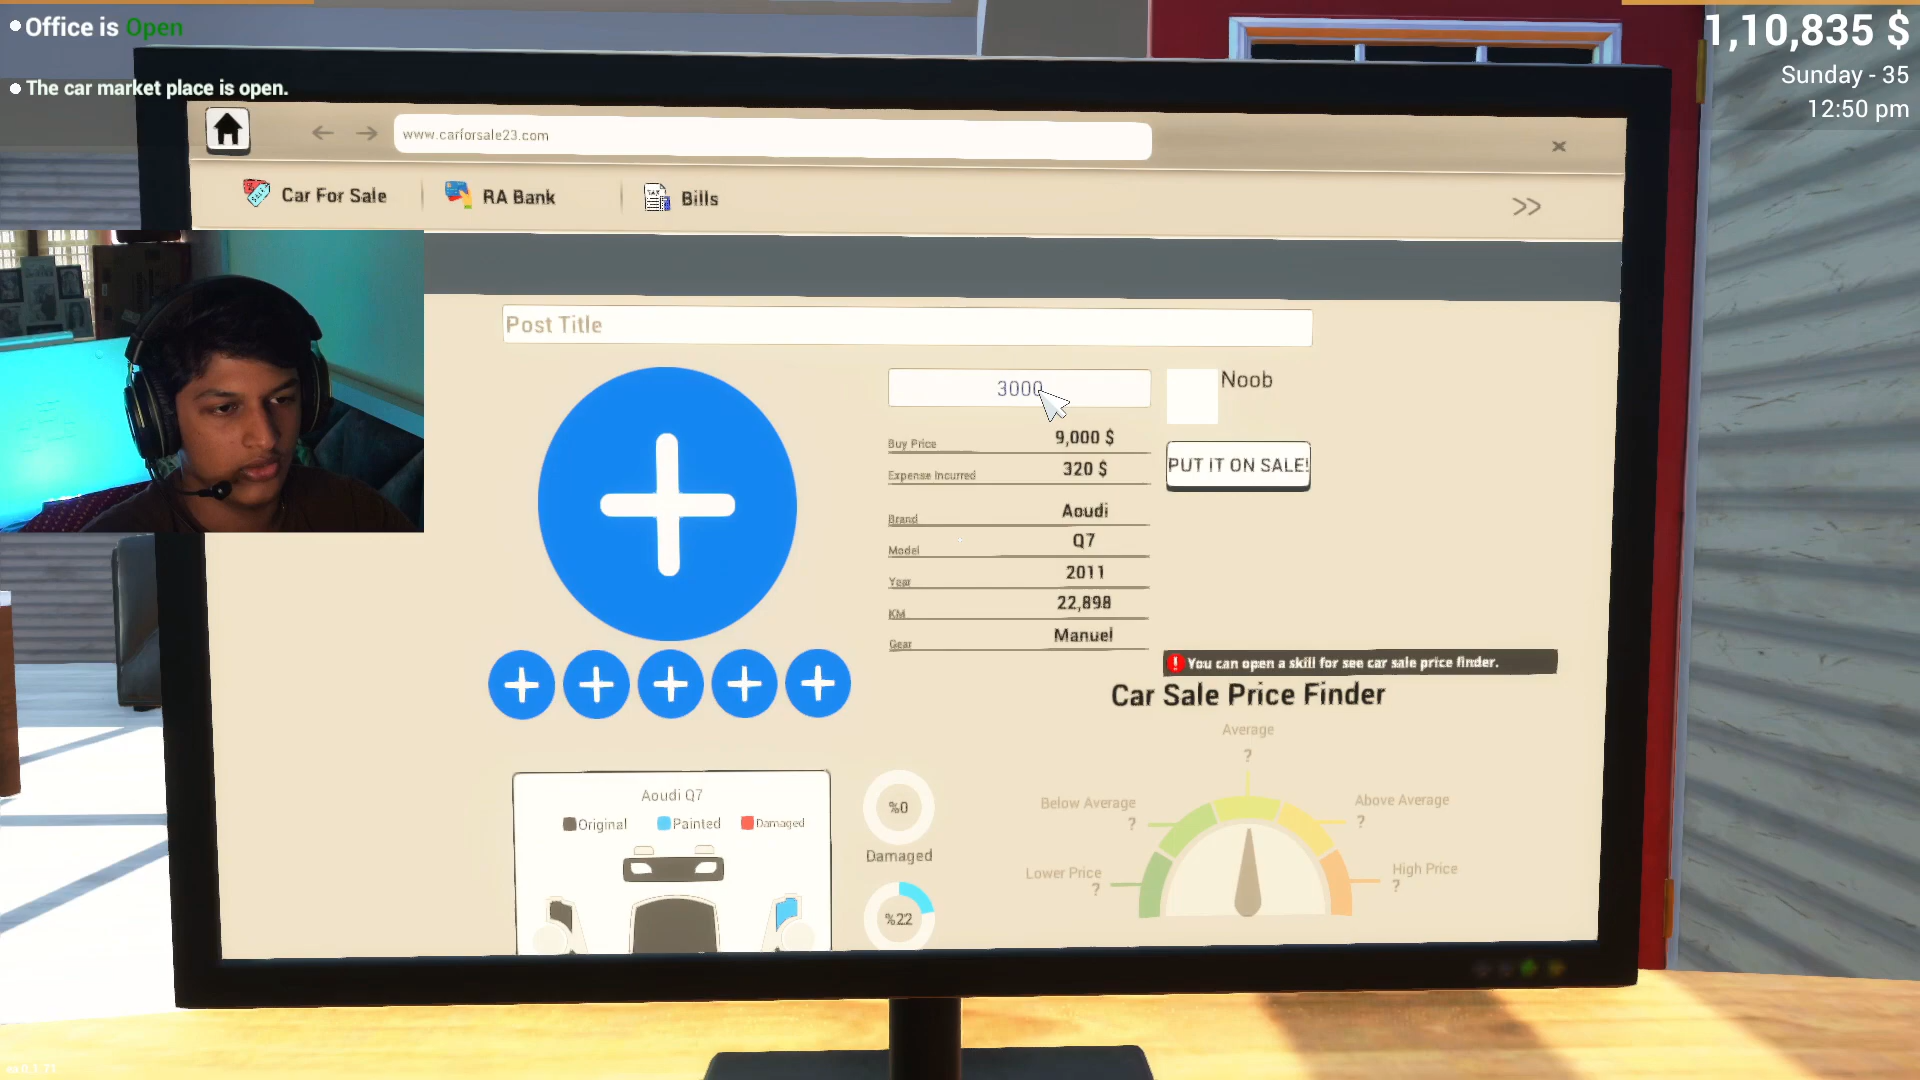 Office is Open
The car market place is open.
1,10,835 $
Sunday - 35
12:50 pm
www.carforsale23.com
Car For Sale
RA Bank
Bills
>>
Post Title
3000
Noob
Buy Price 9,000 $
PUT IT ON SALE!
Expense Incurred 320 $
Brand Aoudi
Model Q7
Year 2011
KM 22,898
Gear Manuel
You can open a skill for see car sale price finder.
Car Sale Price Finder
Average
?
Below Average
?
Above Average
?
Lower Price
?
High Price
?
Aoudi Q7
Original Painted Damaged
%0
Damaged
%22